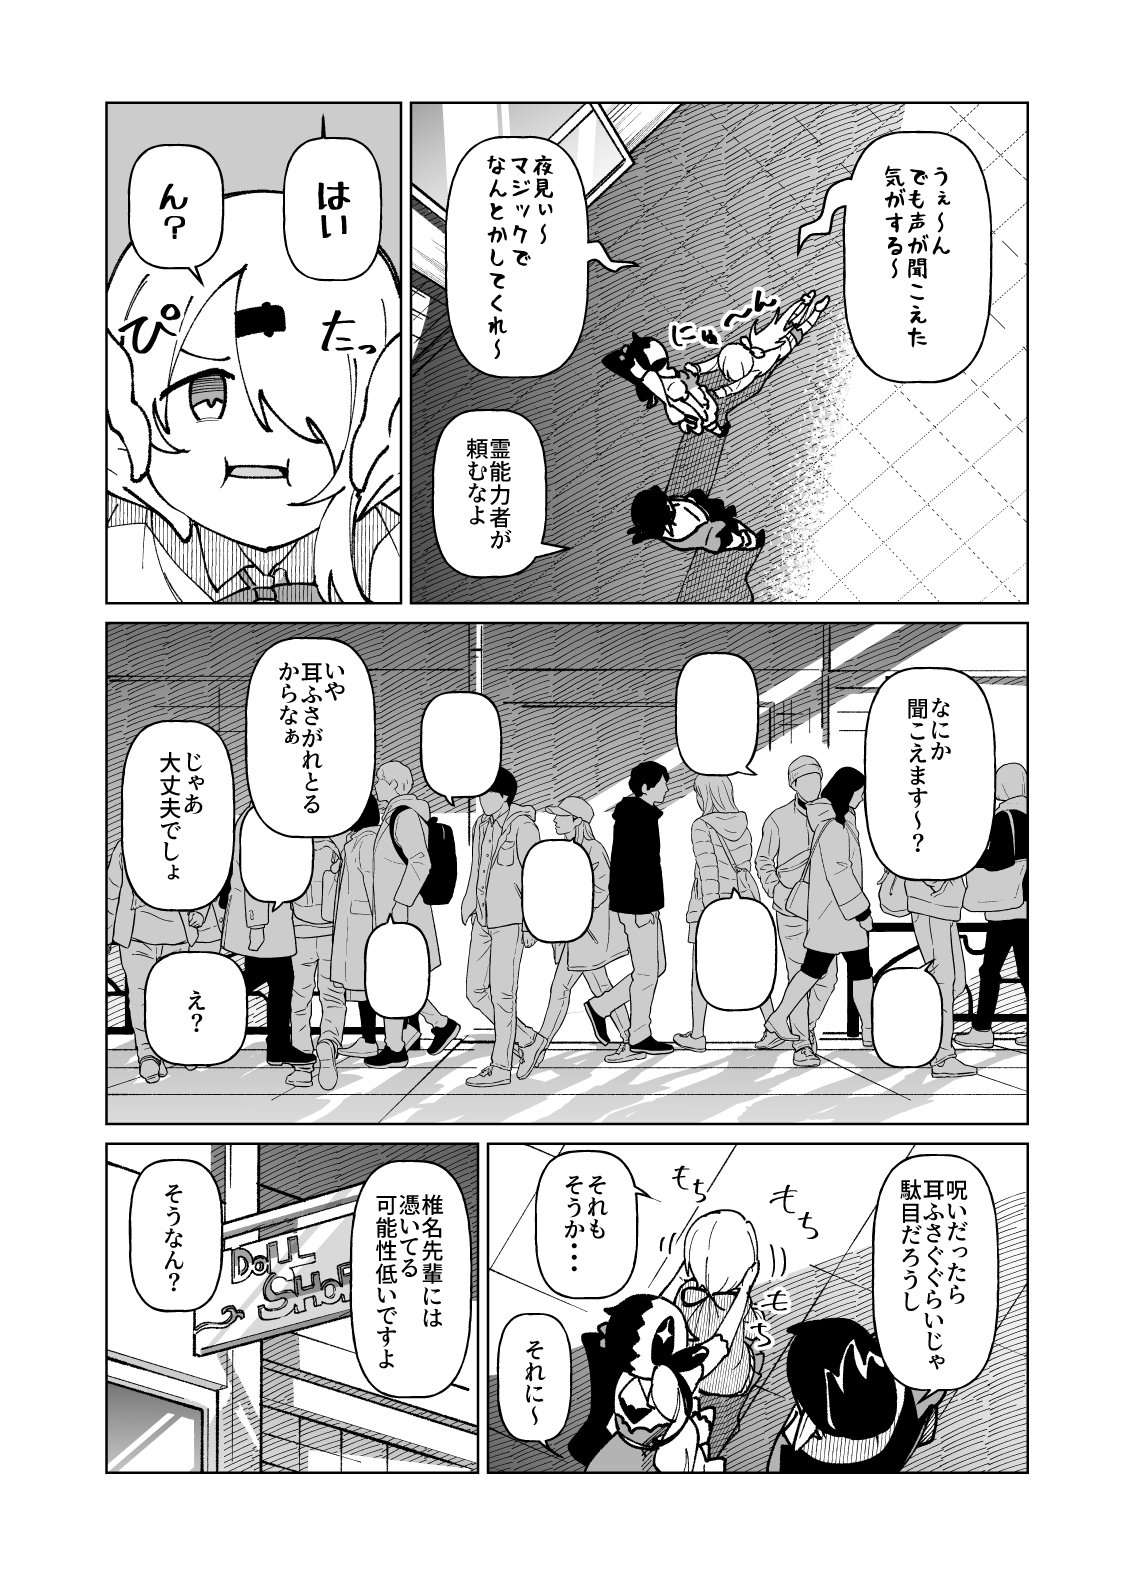 うぇ〜ん
でも声が聞こえた
気がする〜
夜見ぃ〜
マジックで
なんとかしてくれ〜
にゅ〜ん
霊能力者が
頼むなよ
はい
ん?
ぴ
たっ
なにか
聞こえます〜?
いや
耳ふさがれとる
からなぁ
じゃあ
大丈夫でしょ
え?
呪いだったら
耳ふさぐぐらいじゃ
駄目だろうし
もち
もち
もち
それも
そうか・・・
それに〜
椎名先輩には
憑いてる
可能性低いですよ
そうなん?
DOLL
SHOP